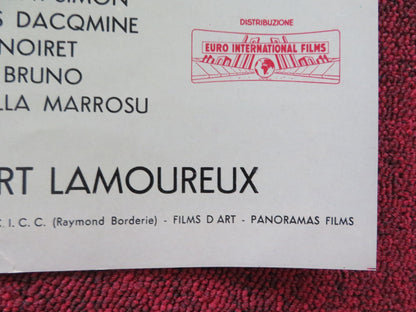 SIMON
DISTRIBUZIONE
S DACQMINE
EURO INTERNATIONAL FILMS
NOIRET
BRUNO
LLA MARROSU
RT LAMOUREUX
I. C. C. (Raymond Borderie) - FILMS D'ART - PANORAMAS FILMS